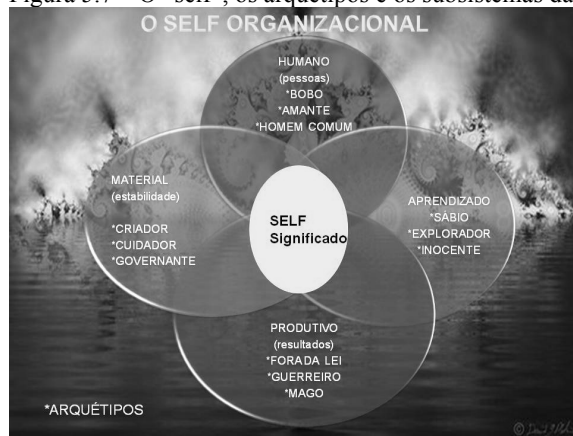 O SELF ORGANIZACIONAL
HUMANO
(pessoas)
*BOBO
*AMANTE
*HOMEM COMUM
MATERIAL
(estabilidade)
*CRIADOR
*CUIDADOR
*GOVERNANTE
SELF
Significado
APRENDIZADO
*SÁBIO
*EXPLORADOR
*INOCENTE
PRODUTIVO
(resultados)
*FORA DA LEI
*GUERREIRO
*MAGO
*ARQUÉTIPOS